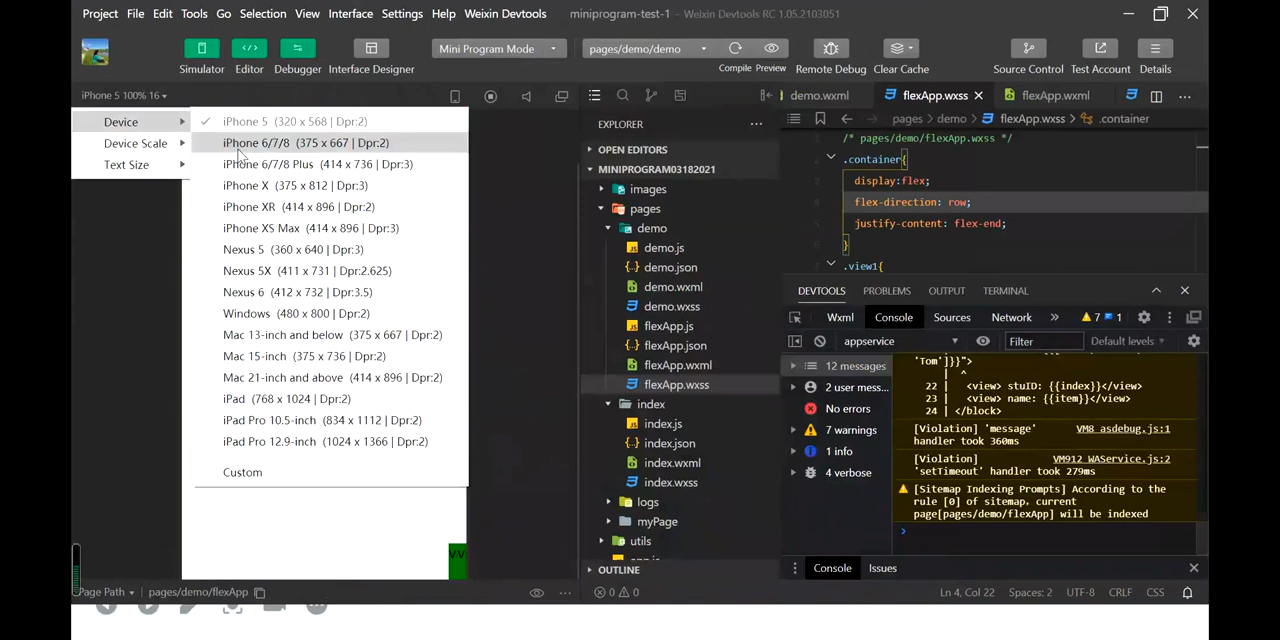 Project File Edit Tools Go Selection View Interface Settings Help Weixin Devtools miniprogram-test-1 - Weixin Devtools RC 1.05.2103051
Simulator Editor Debugger Interface Designer Mini Program Mode pages/demo/demo Compile Preview Remote Debug Clear Cache Source Control Test Account Details
iPhone 5 100% 16
Device
Device Scale
Text Size
iPhone 5 (320 x 568 | Dpr:2)
iPhone 6/7/8 (375 x 667 | Dpr:2)
iPhone 6/7/8 Plus (414 x 736 | Dpr:3)
iPhone X (375 x 812 | Dpr:3)
iPhone XR (414 x 896 | Dpr:2)
iPhone XS Max (414 x 896 | Dpr:3)
Nexus 5 (360 x 640 | Dpr:3)
Nexus 5X (411 x 731 | Dpr:2.625)
Nexus 6 (412 x 732 | Dpr:3.5)
Windows (480 x 800 | Dpr:2)
Mac 13-inch and below (375 x 667 | Dpr:2)
Mac 15-inch (375 x 736 | Dpr:2)
Mac 21-inch and above (414 x 896 | Dpr:2)
iPad (768 x 1024 | Dpr:2)
iPad Pro 10.5-inch (834 x 1112 | Dpr:2)
iPad Pro 12.9-inch (1024 x 1366 | Dpr:2)
Custom
Page Path pages/demo/flexApp
EXPLORER
OPEN EDITORS
MINIPROGRAM03182021
images
pages
demo
demo.js
demo.json
demo.wxml
demo.wxss
flexApp.js
flexApp.json
flexApp.wxml
flexApp.wxss
index
index.js
index.json
index.wxml
index.wxss
logs
myPage
utils
OUTLINE
demo.wxml flexApp.wxss flexApp.wxml
pages demo flexApp.wxss .container
/* pages/demo/flexApp.wxss */
.container{
display:flex;
flex-direction: row;
justify-content: flex-end;
}
.view1{
DEVTOOLS PROBLEMS OUTPUT TERMINAL
Wxml Console Sources Network 7 1
appservice Filter Default levels
12 messages
2 user mess...
No errors
7 warnings
1 info
4 verbose
'Tom']}}">
| ^
22 | <view> stuID: {{index}}</view>
23 | <view> name: {{item}}</view>
24 | </block>
[Violation] 'message' VM8 asdebug.js:1
handler took 360ms
[Violation] VM912 WAService.js:2
'setTimeout' handler took 279ms
[Sitemap Indexing Prompts] According to the
rule [0] of sitemap, current
page[pages/demo/flexApp] will be indexed
Console Issues
0 0 Ln 4, Col 22 Spaces: 2 UTF-8 CRLF CSS